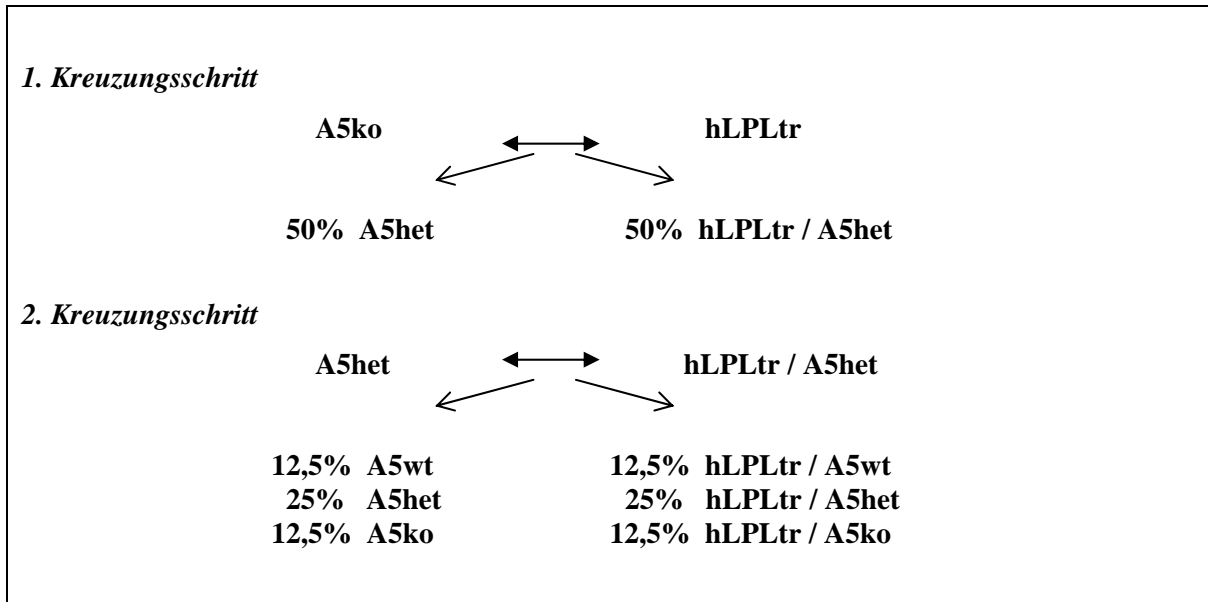 1. Kreuzungsschritt
A5ko hLPLtr
50% A5het 50% hLPLtr / A5het
2. Kreuzungsschritt
A5het hLPLtr / A5het
12,5% A5wt 12,5% hLPLtr / A5wt
25% A5het 25% hLPLtr / A5het
12,5% A5ko 12,5% hLPLtr / A5ko